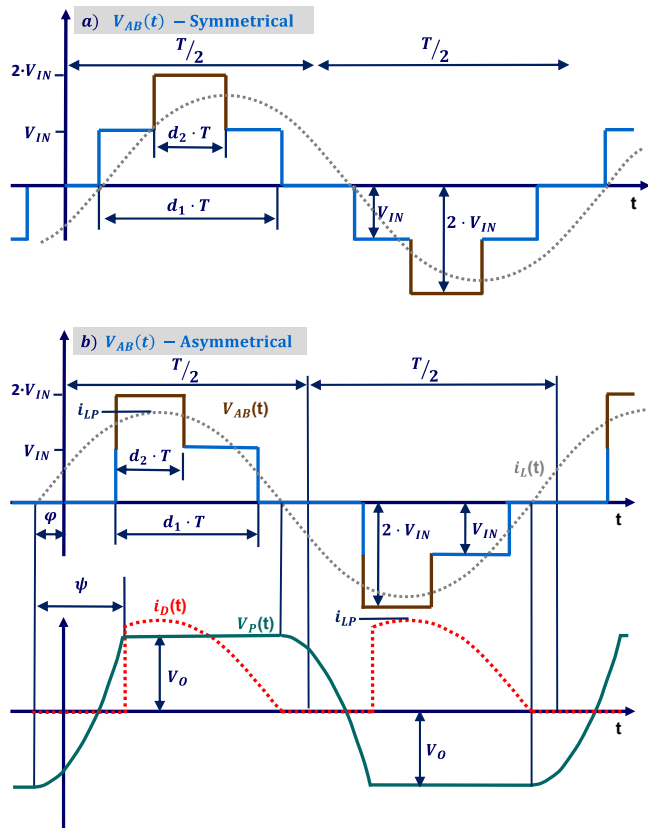 a) V_AB(t) – Symmetrical
T/2 T/2
2·V_IN
V_IN
d_2 · T
d_1 · T
V_IN 2 · V_IN
t
b) V_AB(t) – Asymmetrical
T/2 T/2
2·V_IN
i_LP V_AB(t)
V_IN
d_2 · T i_L(t)
φ d_1 · T 2 · V_IN V_IN t
ψ i_D(t) V_P(t) i_LP
V_O
t
V_O